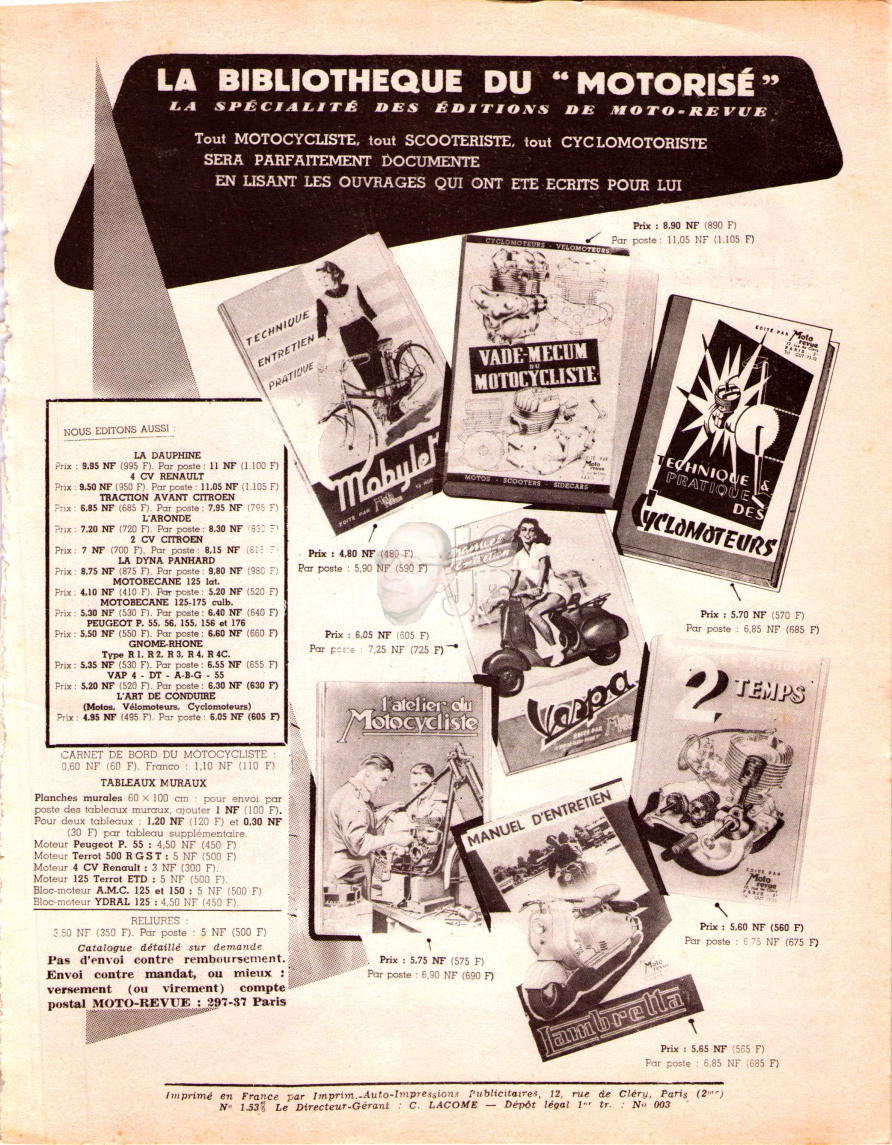 LA BIBLIOTHEQUE DU “ MOTORISÉ ”
LA SPÉCIALITÉ DES ÉDITIONS DE MOTO-REVUE
Tout MOTOCYCLISTE, tout SCOOTERISTE, tout CYCLOMOTORISTE
SERA PARFAITEMENT DOCUMENTE
EN LISANT LES OUVRAGES QUI ONT ETE ECRITS POUR LUI
Prix : 8,90 NF (890 F)
Par poste : 11,05 NF (1.105 F)
TECHNIQUE
ENTRETIEN
PRATIQUE
Mobylet
EDITE PAR
CYCLOMOTEURS - VELOMOTEURS
VADE-MECUM
DU
MOTOCYCLISTE
EDITE PAR
Moto
revue
MOTOS - SCOOTERS - SIDECARS
EDITE PAR Moto
revue
PARIS
TECHNIQUE &
PRATIQUE
DES
CYCLOMOTEURS
Prix : 4,80 NF (480 F)
Par poste : 5,90 NF (590 F)
Prix : 5,70 NF (570 F)
Par poste : 6,85 NF (685 F)
Prix : 6,05 NF (605 F)
Par poste : 7,25 NF (725 F)
Vespa
NOUS EDITONS AUSSI :
LA DAUPHINE
Prix : 9,95 NF (995 F). Par poste : 11 NF (1.100 F)
4 CV RENAULT
Prix : 9,50 NF (950 F). Par poste : 11,05 NF (1.105 F)
TRACTION AVANT CITROEN
Prix : 6,85 NF (685 F). Par poste : 7,95 NF (795 F)
L'ARONDE
Prix : 7,20 NF (720 F). Par poste : 8,30 NF
2 CV CITROEN
Prix : 7 NF (700 F). Par poste : 8,15 NF
LA DYNA PANHARD
Prix : 8,75 NF (875 F). Par poste : 9,80 NF (980 F)
MOTOBECANE 125 lat.
Prix : 4,10 NF (410 F). Par poste : 5,20 NF (520 F)
MOTOBECANE 125-175 culb.
Prix : 5,30 NF (530 F). Par poste : 6,40 NF (640 F)
PEUGEOT P. 55, 56, 155, 156 et 176
Prix : 5,50 NF (550 F). Par poste : 6,60 NF (660 F)
GNOME-RHONE
Type R 1, R 2, R 3, R 4, R 4C.
Prix : 5,35 NF (530 F). Par poste : 6,55 NF (655 F)
VAP 4 - DT - A-B-G - 55
Prix : 5,20 NF (520 F). Par poste : 6,30 NF (630 F)
L'ART DE CONDUIRE
(Motos, Vélomoteurs, Cyclomoteurs)
Prix : 4,95 NF (495 F). Par poste : 6,05 NF (605 F)
CARNET DE BORD DU MOTOCYCLISTE :
0,60 NF (60 F). Franco : 1,10 NF (110 F)
TABLEAUX MURAUX
Planches murales 60 × 100 cm : pour envoi par
poste des tableaux muraux, ajouter 1 NF (100 F).
Pour deux tableaux : 1,20 NF (120 F) et 0,30 NF
(30 F) par tableau supplémentaire.
Moteur Peugeot P. 55 : 4,50 NF (450 F)
Moteur Terrot 500 R G S T : 5 NF (500 F)
Moteur 4 CV Renault : 3 NF (300 F).
Moteur 125 Terrot ETD : 5 NF (500 F).
Bloc-moteur A.M.C. 125 et 150 : 5 NF (500 F)
Bloc-moteur YDRAL 125 : 4,50 NF (450 F).
RELIURES :
3,50 NF (350 F). Par poste : 5 NF (500 F)
Catalogue détaillé sur demande
Pas d'envoi contre remboursement.
Envoi contre mandat, ou mieux :
versement (ou virement) compte
postal MOTO-REVUE : 297-37 Paris
l'atelier du
Motocycliste
2 TEMPS
EDITE PAR
Moto
revue
MANUEL D'ENTRETIEN
Moto
revue
Lambretta
Prix : 5,75 NF (575 F)
Par poste : 6,90 NF (690 F)
Prix : 5,60 NF (560 F)
Par poste : 6,75 NF (675 F)
Prix : 5,65 NF (565 F)
Par poste : 6,85 NF (685 F)
Imprimé en France par Imprim.-Auto-Impressions Publicitaires, 12, rue de Cléry, Paris (2me)
Le Directeur-Gérant : C. LACOME — Dépôt légal 1er tr. : No 003